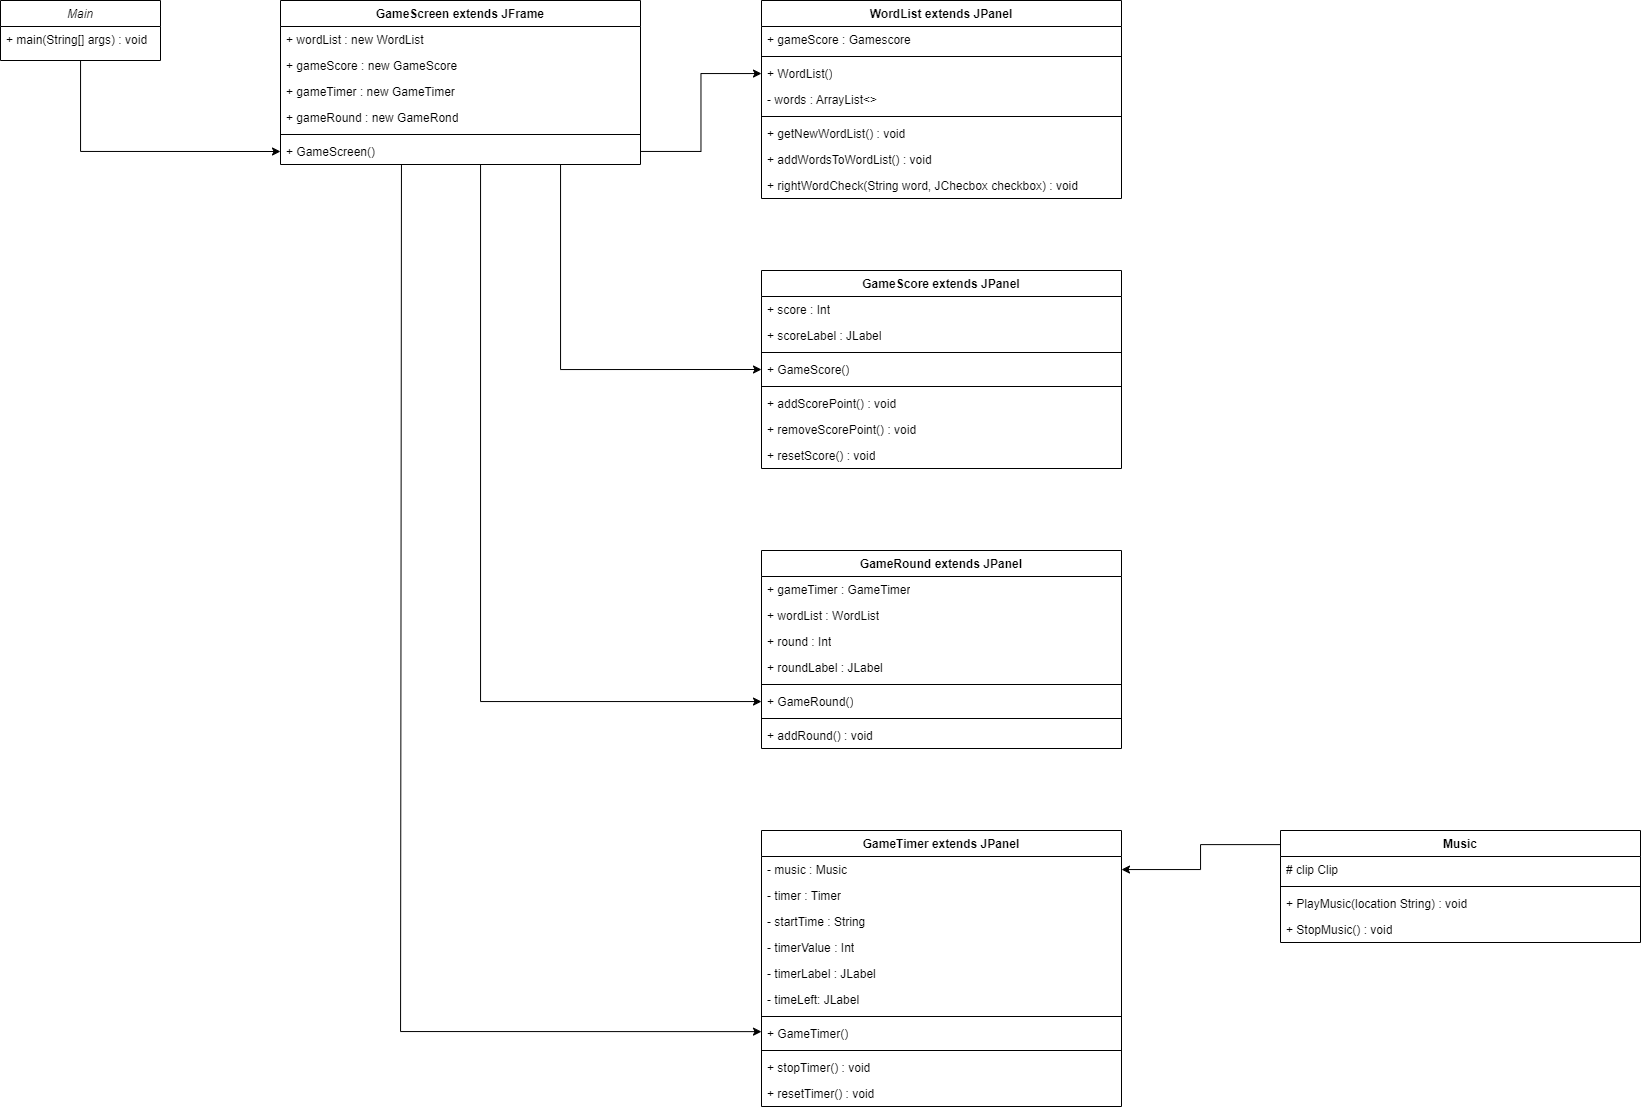 Main
+ main(String[] args) : void
GameScreen extends JFrame
+ wordList : new WordList
+ gameScore : new GameScore
+ gameTimer : new GameTimer
+ gameRound : new GameRond
+ GameScreen()
WordList extends JPanel
+ gameScore : Gamescore
+ WordList()
- words : ArrayList<>
+ getNewWordList() : void
+ addWordsToWordList() : void
+ rightWordCheck(String word, JChecbox checkbox) : void
GameScore extends JPanel
+ score : Int
+ scoreLabel : JLabel
+ GameScore()
+ addScorePoint() : void
+ removeScorePoint() : void
+ resetScore() : void
GameRound extends JPanel
+ gameTimer : GameTimer
+ wordList : WordList
+ round : Int
+ roundLabel : JLabel
+ GameRound()
+ addRound() : void
GameTimer extends JPanel
- music : Music
- timer : Timer
- startTime : String
- timerValue : Int
- timerLabel : JLabel
- timeLeft: JLabel
+ GameTimer()
+ stopTimer() : void
+ resetTimer() : void
Music
# clip Clip
+ PlayMusic(location String) : void
+ StopMusic() : void